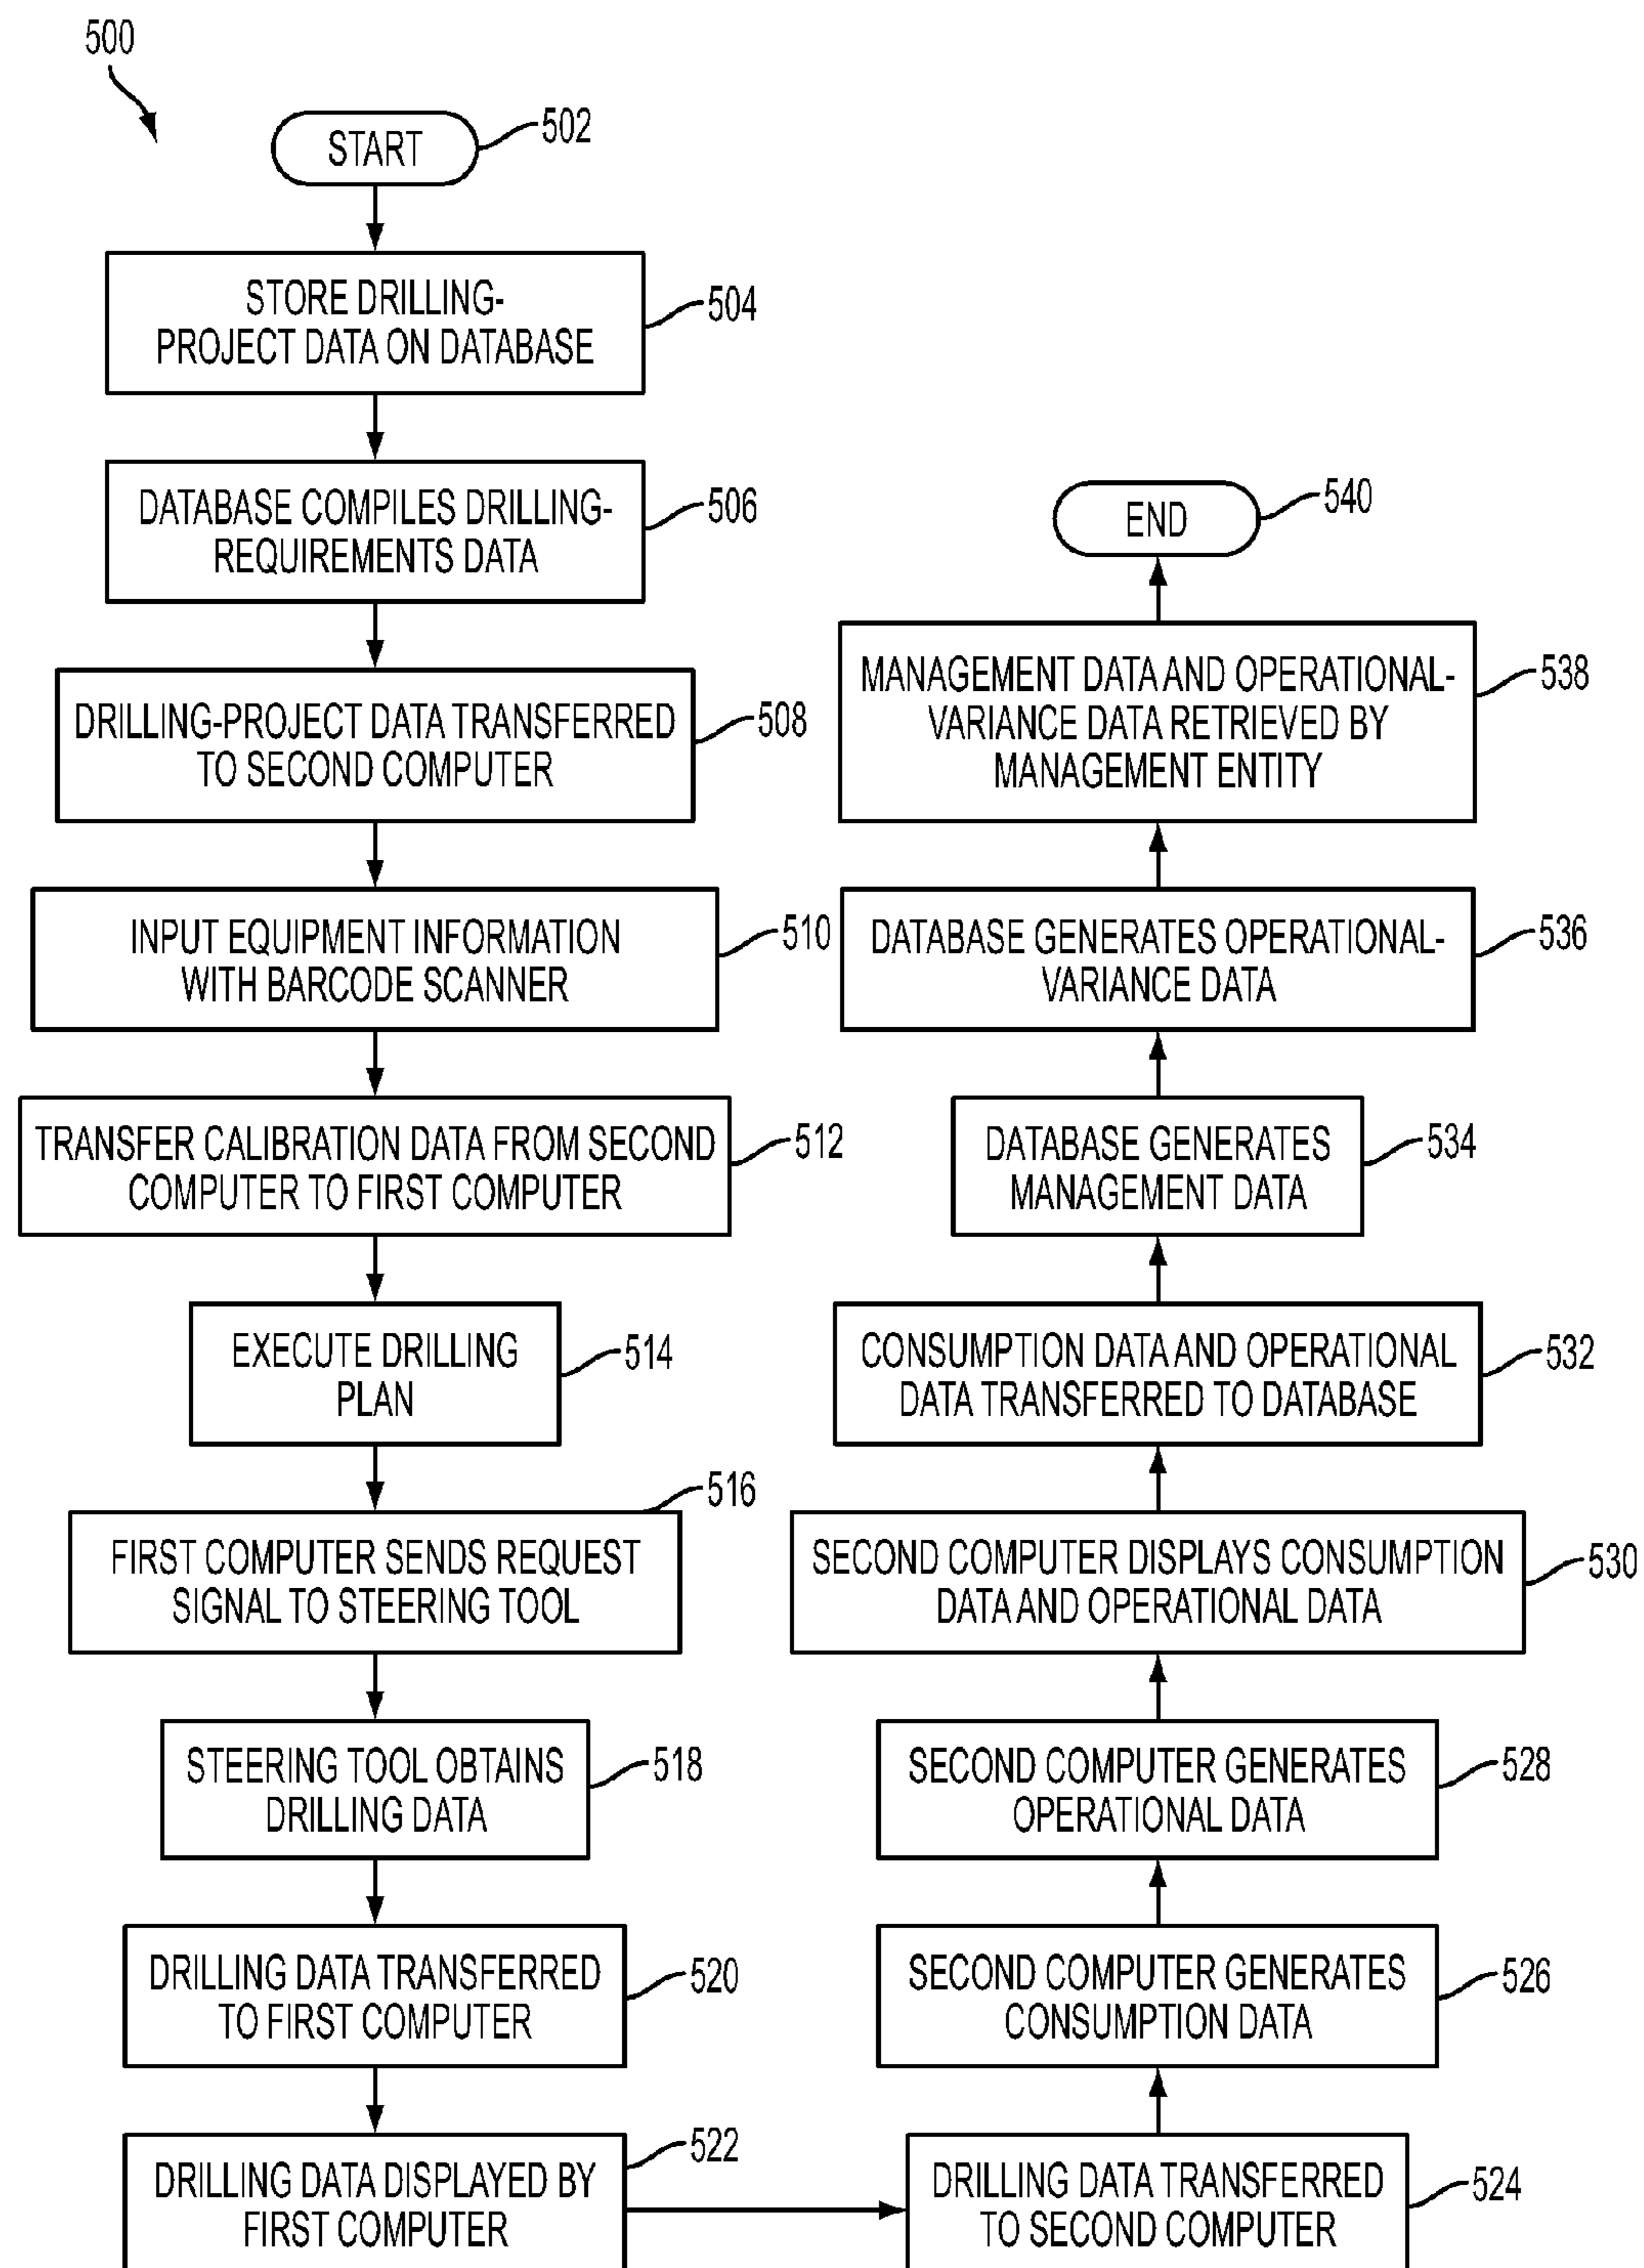 500
START
502
STORE DRILLING-
PROJECT DATA ON DATABASE
504
DATABASE COMPILES DRILLING-
REQUIREMENTS DATA
506
DRILLING-PROJECT DATA TRANSFERRED
TO SECOND COMPUTER
508
INPUT EQUIPMENT INFORMATION
WITH BARCODE SCANNER
510
TRANSFER CALIBRATION DATA FROM SECOND
COMPUTER TO FIRST COMPUTER
512
EXECUTE DRILLING
PLAN
514
516
FIRST COMPUTER SENDS REQUEST
SIGNAL TO STEERING TOOL
STEERING TOOL OBTAINS
DRILLING DATA
518
DRILLING DATA TRANSFERRED
TO FIRST COMPUTER
520
DRILLING DATA DISPLAYED BY
FIRST COMPUTER
522
DRILLING DATA TRANSFERRED
TO SECOND COMPUTER
524
SECOND COMPUTER GENERATES
CONSUMPTION DATA
526
SECOND COMPUTER GENERATES
OPERATIONAL DATA
528
SECOND COMPUTER DISPLAYS CONSUMPTION
DATA AND OPERATIONAL DATA
530
CONSUMPTION DATA AND OPERATIONAL
DATA TRANSFERRED TO DATABASE
532
DATABASE GENERATES
MANAGEMENT DATA
534
DATABASE GENERATES OPERATIONAL-
VARIANCE DATA
536
MANAGEMENT DATA AND OPERATIONAL-
VARIANCE DATA RETRIEVED BY
MANAGEMENT ENTITY
538
END
540